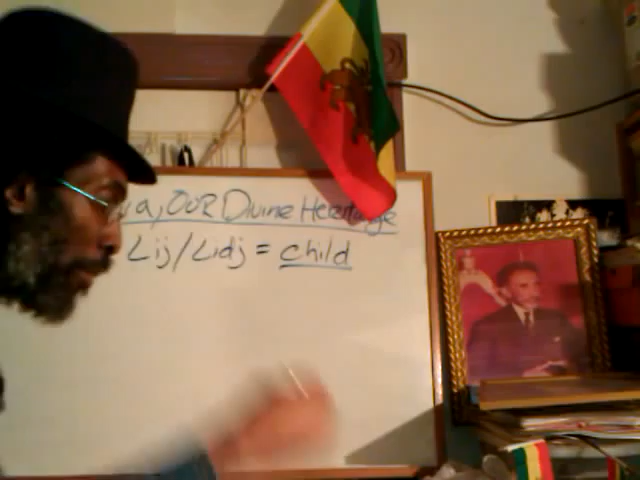 a, OUR Divine Heritage
Lij/Lidj = child